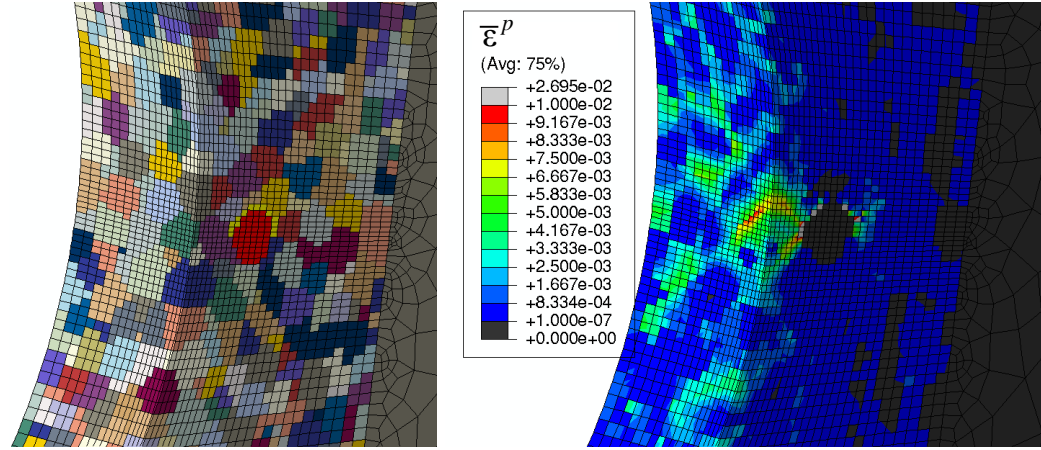 ε̅ᵖ
(Avg: 75%)
+2.695e-02
+1.000e-02
+9.167e-03
+8.333e-03
+7.500e-03
+6.667e-03
+5.833e-03
+5.000e-03
+4.167e-03
+3.333e-03
+2.500e-03
+1.667e-03
+8.334e-04
+1.000e-07
+0.000e+00